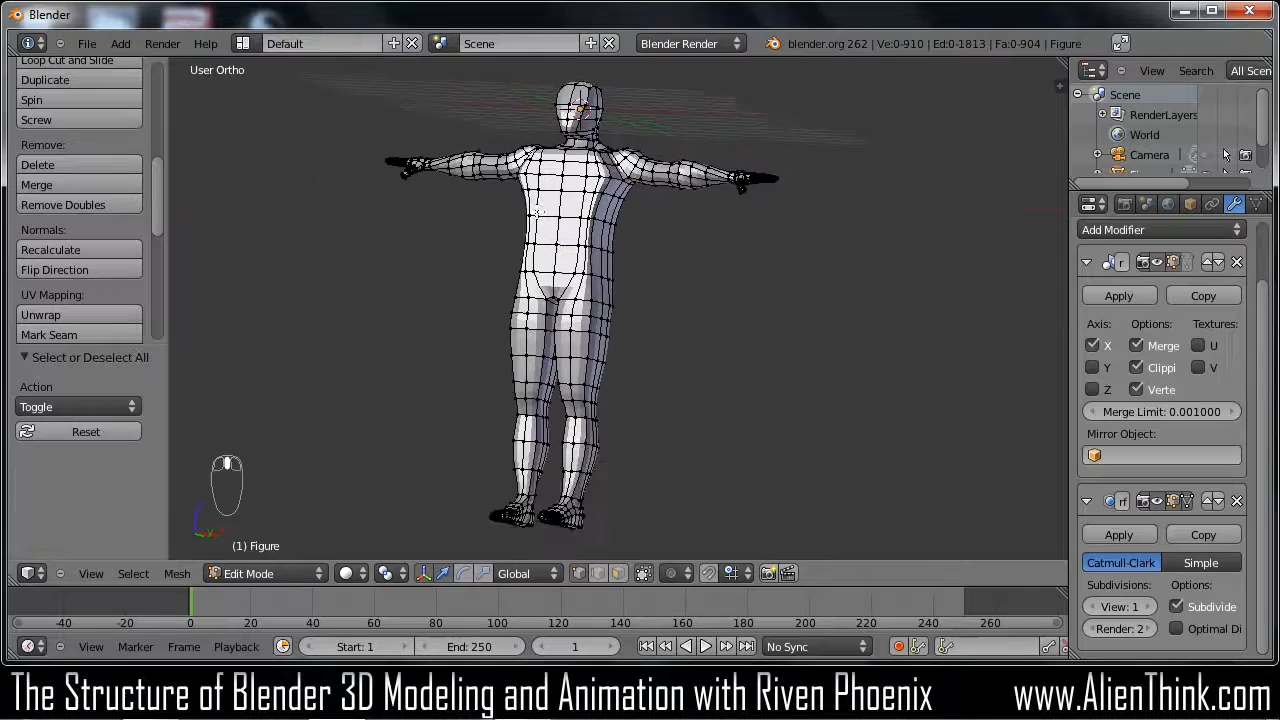 Blender
File Add Render Help Default Scene Blender Render blender.org 262 | Ve:0-910 | Ed:0-1813 | Fa:0-904 | Figure
Loop Cut and Slide
Duplicate
Spin
Screw
Remove:
Delete
Merge
Remove Doubles
Normals:
Recalculate
Flip Direction
UV Mapping:
Unwrap
Mark Seam
Select or Deselect All
Action
Toggle
Reset
User Ortho
(1) Figure
View Search All Scen
Scene
RenderLayers
World
Camera
Add Modifier
r
Apply Copy
Axis: Options: Textures:
X Merge U
Y Clippi V
Z Verte
Merge Limit: 0.001000
Mirror Object:
rf
Apply Copy
Catmull-Clark Simple
Subdivisions: Options:
View: 1 Subdivide
Render: 2 Optimal Di
View Select Mesh Edit Mode Global
-40 -20 0 20 40 60 80 100 120 140 160 180 200 220 240 260
View Marker Frame Playback Start: 1 End: 250 1 No Sync
The Structure of Blender 3D Modeling and Animation with Riven Phoenix www.AlienThink.com